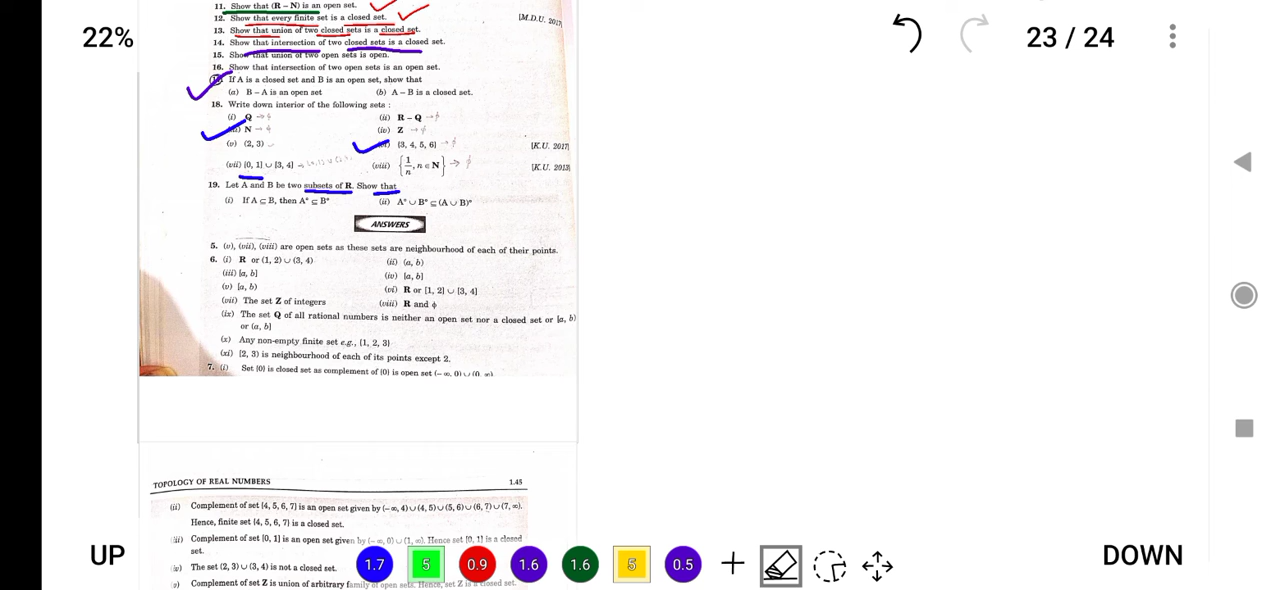 11. Show that (R – N) is an open set.
12. Show that every finite set is a closed set. [M.D.U. 2017]
13. Show that union of two closed sets is a closed set.
14. Show that intersection of two closed sets is a closed set.
15. Show that union of two open sets is open.
16. Show that intersection of two open sets is an open set.
If A is a closed set and B is an open set, show that
(a) B – A is an open set (b) A – B is a closed set.
18. Write down interior of the following sets :
(i) Q → ϕ (ii) R – Q → ϕ
N → ϕ (iv) Z → ϕ
(v) (2, 3) {3, 4, 5, 6} → ϕ [K.U. 2017]
(vii) [0, 1] ∪ [3, 4] (viii) {1/n, n ∈ N} → ϕ [K.U. 2013]
19. Let A and B be two subsets of R. Show that
(i) If A ⊆ B, then A° ⊆ B° (ii) A° ∪ B° ⊆ (A ∪ B)°
ANSWERS
5. (v), (vii), (viii) are open sets as these sets are neighbourhood of each of their points.
6. (i) R or (1, 2) ∪ (3, 4) (ii) (a, b)
(iii) [a, b] (iv) [a, b]
(v) [a, b) (vi) R or [1, 2] ∪ [3, 4]
(vii) The set Z of integers (viii) R and ϕ
(ix) The set Q of all rational numbers is neither an open set nor a closed set or [a, b)
or (a, b]
(x) Any non-empty finite set e.g., {1, 2, 3}
(xi) [2, 3) is neighbourhood of each of its points except 2.
7. (i) Set {0} is closed set as complement of {0} is open set (– ∞, 0) ∪ (0, ∞)
TOPOLOGY OF REAL NUMBERS 1.45
(ii) Complement of set {4, 5, 6, 7} is an open set given by (–∞, 4) ∪ (4, 5) ∪ (5, 6) ∪ (6, 7) ∪ (7, ∞).
Hence, finite set {4, 5, 6, 7} is a closed set.
Complement of set [0, 1] is an open set given by (– ∞, 0) ∪ (1, ∞). Hence set [0, 1] is a closed
set.
(iv) The set (2, 3) ∪ (3, 4) is not a closed set.
(v) Complement of set Z is union of arbitrary family of open sets. Hence, set Z is a closed set.
22%
23 / 24
UP
1.7 5 0.9 1.6 1.6 5 0.5
DOWN